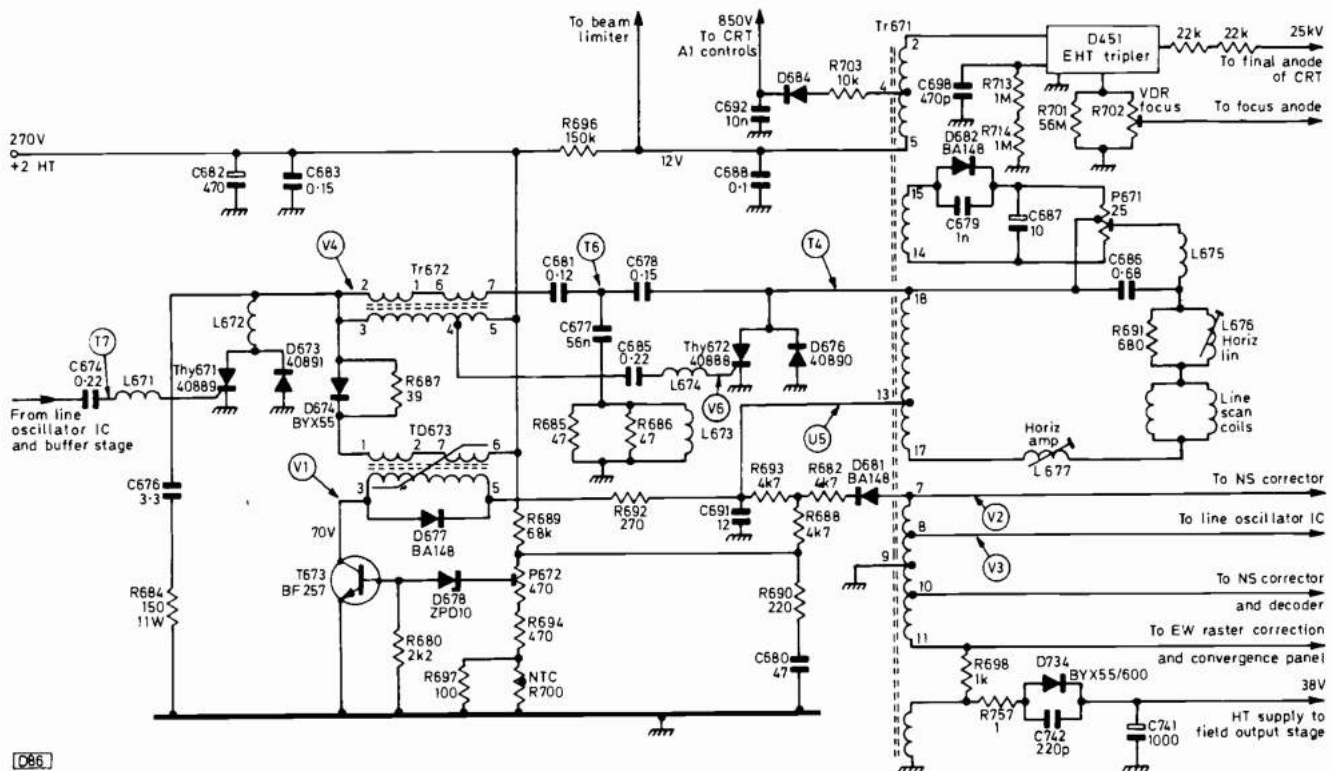 To beam
limiter
850V
To CRT
A1 controls
Tr671
2
D451
EHT tripler
22k
22k
25kV
To final anode
of CRT
D684
R703
10k
4
C698
470p
R713
1M
R714
1M
R701
56M
R702
VDR
focus
To focus anode
C692
10n
5
270V
+2 HT
R696
150k
12V
C682
470
C683
0·15
C688
0·1
D682
BA148
15
C679
1n
C687
10
P671
25
14
L675
V4
Tr672
2
1
6
7
3
4
5
C681
0·12
T6
C678
0·15
T4
18
C686
0·68
L672
T7
C674
0·22
L671
Thy671
40889
D673
40891
C677
56n
C685
0·22
L674
Thy672
40888
D676
40890
R691
680
L676
Horiz
lin
From line
oscillator IC
and buffer stage
D674
BYX55
R687
39
V6
13
U5
Line
scan
coils
R685
47
R686
47
L673
17
Horiz
amp
L677
TD673
1
2
7
6
3
5
V1
C676
3·3
D677
BA148
R689
68k
R692
270
R693
4k7
R682
4k7
D681
BA148
C691
12
R688
4k7
7
To NS corrector
V2
8
To line oscillator IC
V3
9
10
To NS corrector
and decoder
11
To EW raster correction
and convergence panel
70V
T673
BF257
D678
ZPD10
P672
470
R690
220
R684
150
11W
R680
2k2
R694
470
R697
100
NTC
R700
C680
47
R698
1k
D734
BYX55/600
38V
R757
1
C742
220p
C741
1000
HT supply to
field output stage
D86